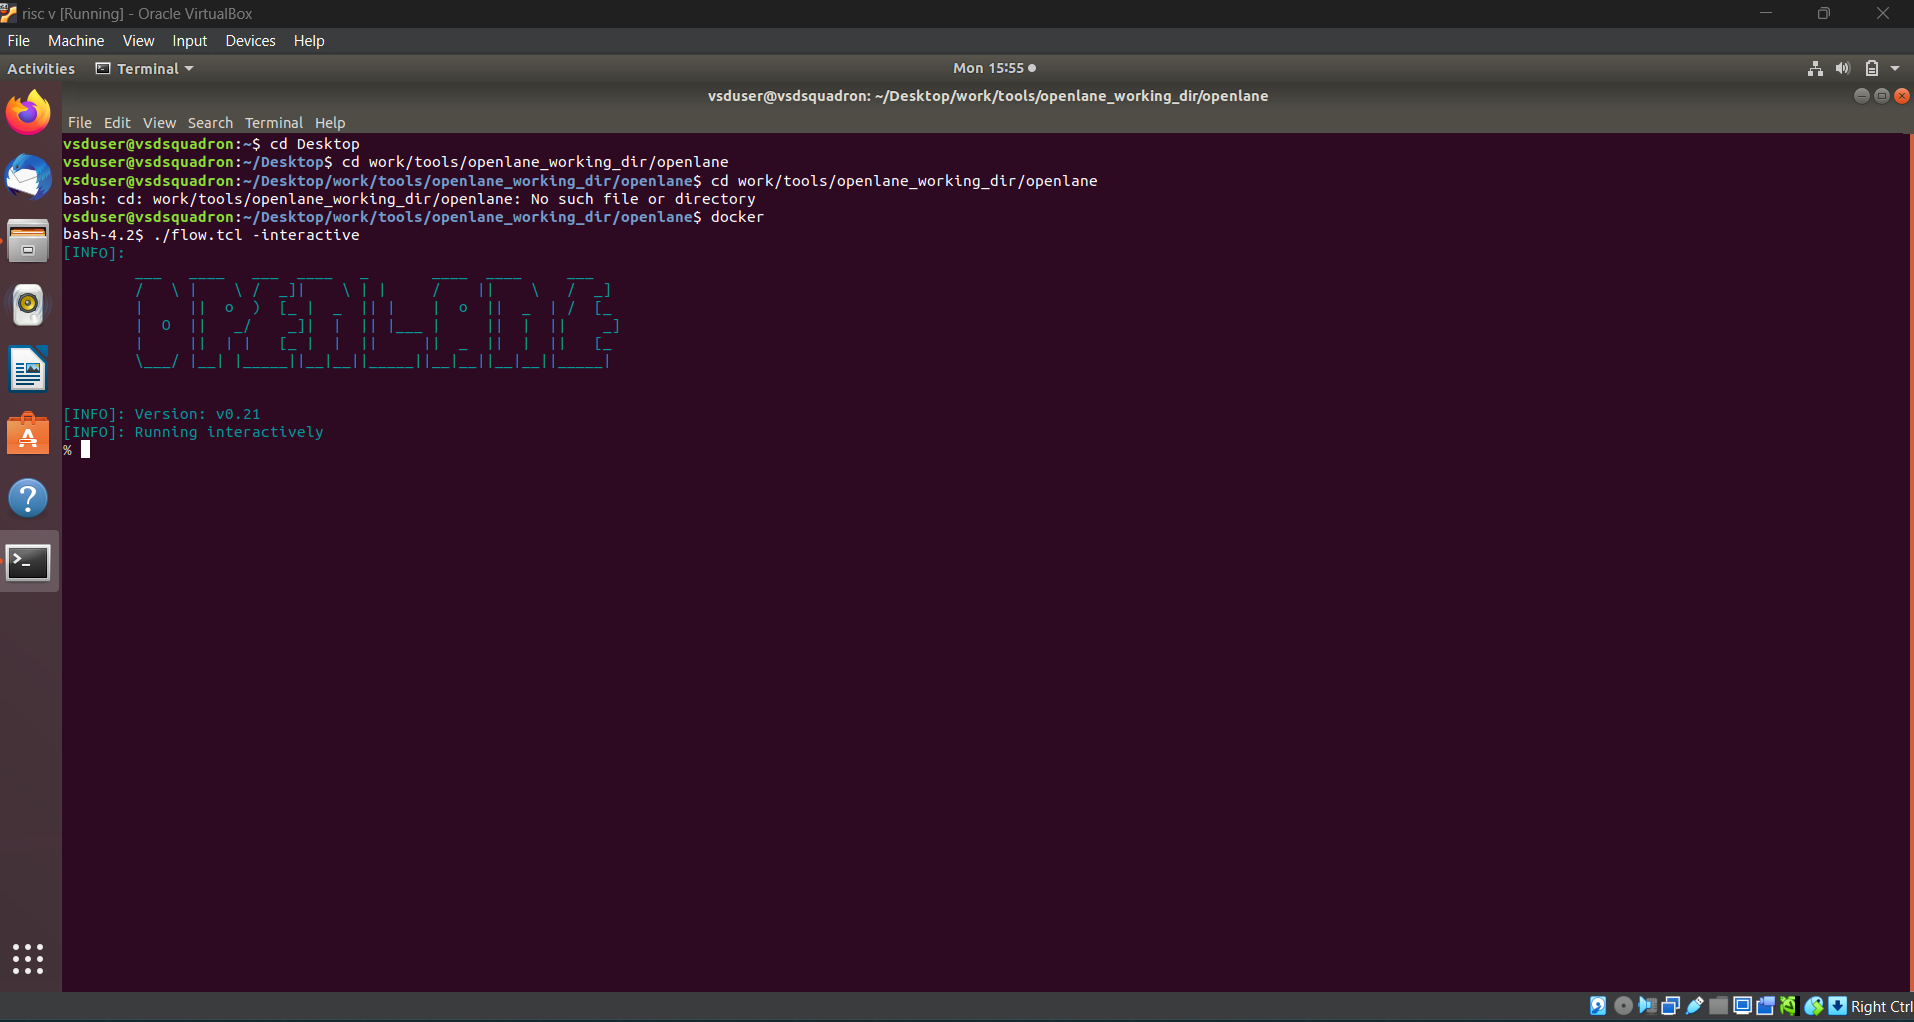 risc v [Running] - Oracle VirtualBox
File Machine View Input Devices Help
Activities Terminal Mon 15:55
vsduser@vsdsquadron: ~/Desktop/work/tools/openlane_working_dir/openlane
File Edit View Search Terminal Help
vsduser@vsdsquadron:~$ cd Desktop
vsduser@vsdsquadron:~/Desktop$ cd work/tools/openlane_working_dir/openlane
vsduser@vsdsquadron:~/Desktop/work/tools/openlane_working_dir/openlane$ cd work/tools/openlane_working_dir/openlane
bash: cd: work/tools/openlane_working_dir/openlane: No such file or directory
vsduser@vsdsquadron:~/Desktop/work/tools/openlane_working_dir/openlane$ docker
bash-4.2$ ./flow.tcl -interactive
[INFO]:
OPENLANE
[INFO]: Version: v0.21
[INFO]: Running interactively
%
Right Ctrl